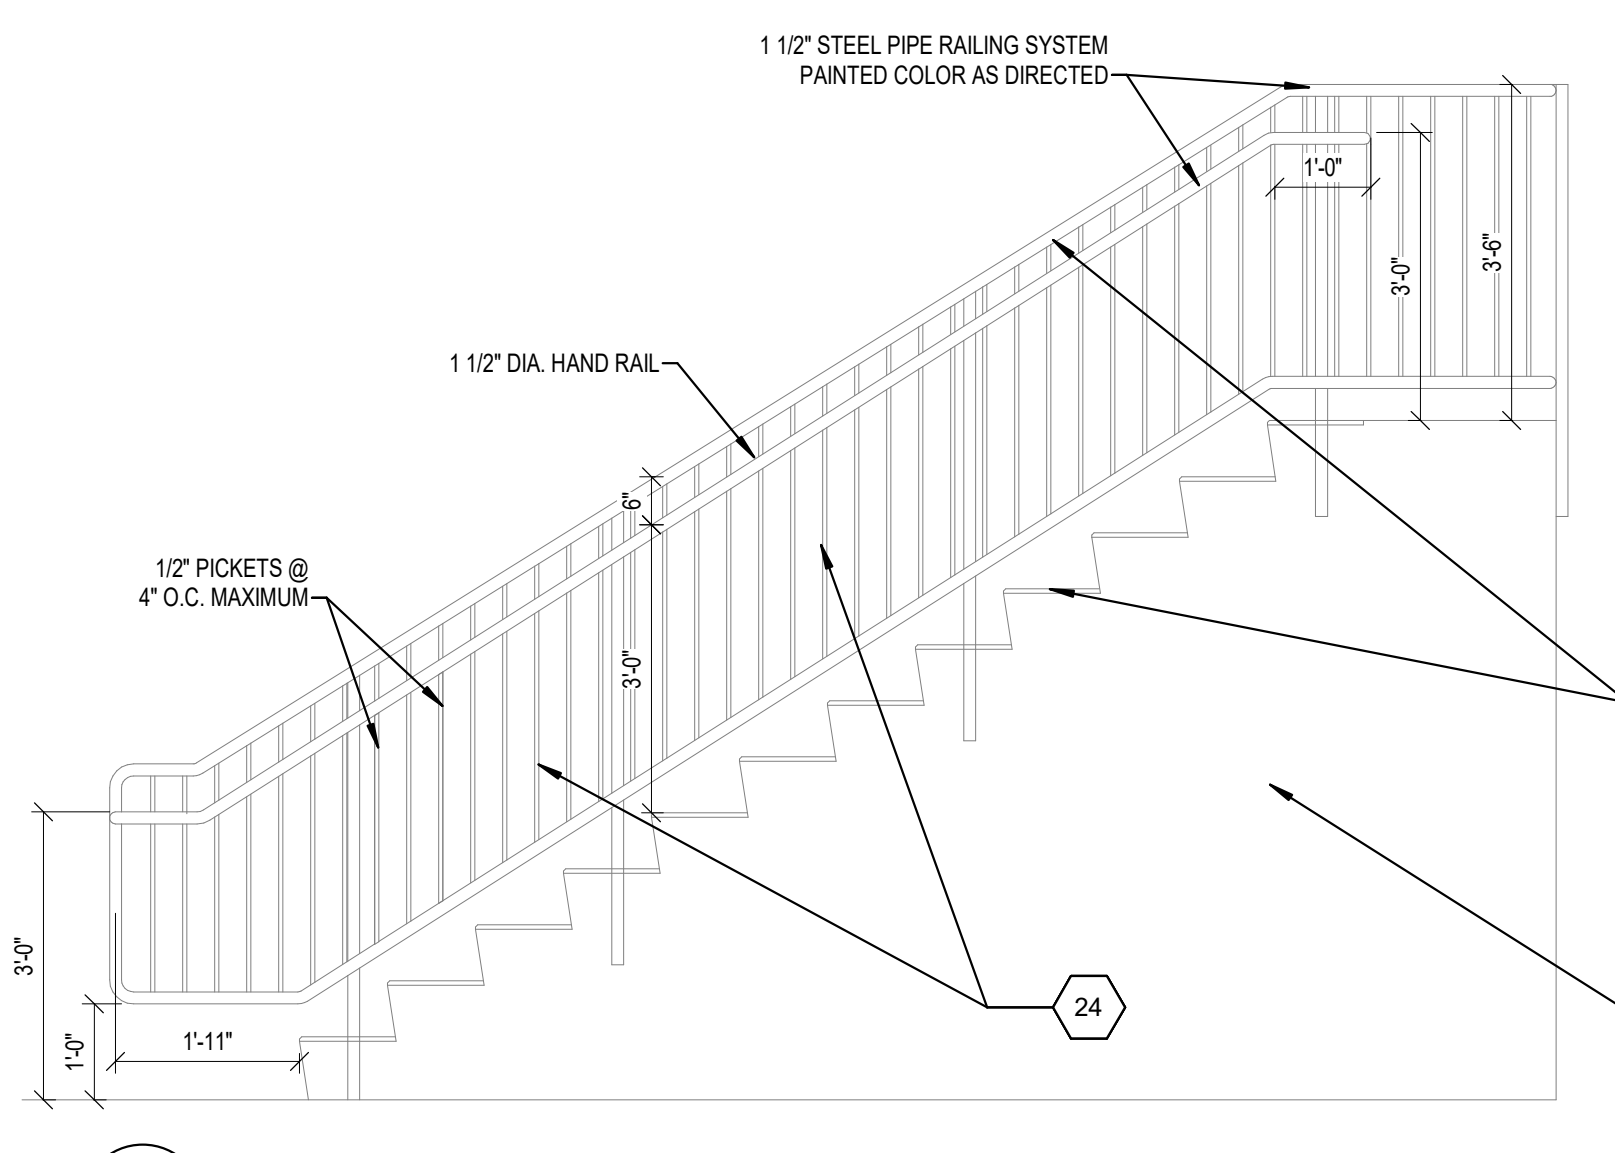 1 1/2" STEEL PIPE RAILING SYSTEM
PAINTED COLOR AS DIRECTED
1'-0"
3'-0"
3'-6"
1 1/2" DIA. HAND RAIL
6"
3'-0"
1/2" PICKETS @
4" O.C. MAXIMUM
3'-0"
1'-0"
1'-11"
24